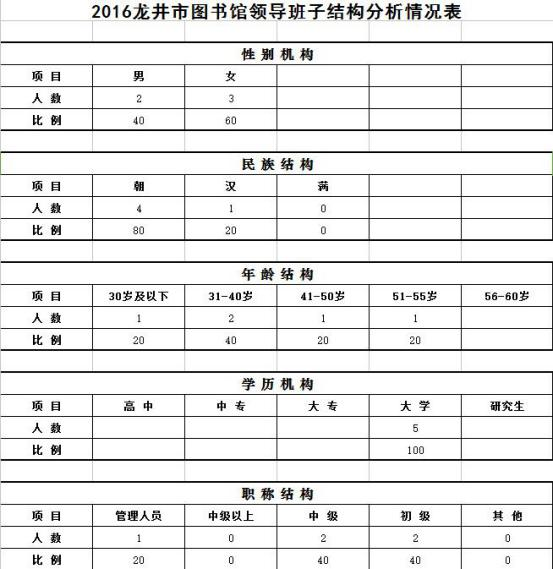 2016龙井市图书馆领导班子结构分析情况表
性别机构
项目 男 女
人数 2 3
比例 40 60
民族结构
项目 朝 汉 满
人数 4 1 0
比例 80 20 0
年龄结构
项目 30岁及以下 31-40岁 41-50岁 51-55岁 56-60岁
人数 1 2 1 1
比例 20 40 20 20
学历机构
项目 高中 中专 大专 大学 研究生
人数 5
比例 100
职称结构
项目 管理人员 中级以上 中级 初级 其他
人数 1 0 2 2 0
比例 20 0 40 40 0